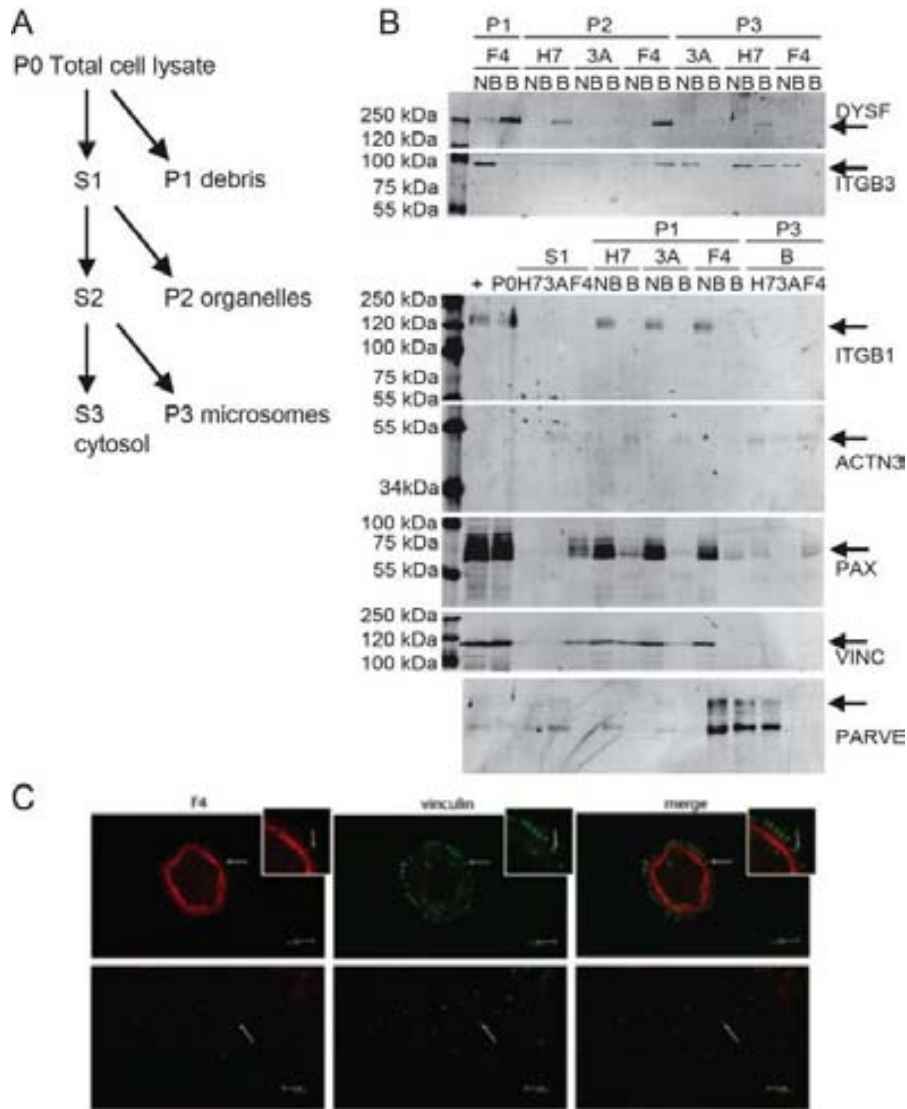 A
P0 Total cell lysate
S1 P1 debris
S2 P2 organelles
S3 P3 microsomes
cytosol
B
P1 P2 P3
F4 H7 3A F4 3A H7 F4
NB B NB B NB B NB B NB B NB B NB B
250 kDa DYSF
120 kDa
100 kDa
75 kDa ITGB3
55 kDa
P1 P3
S1 H7 3A F4 B
+ P0 H7 3A F4 NB B NB B NB B H7 3A F4
250 kDa
120 kDa
100 kDa ITGB1
75 kDa
55 kDa
55 kDa
ACTN3
34kDa
100 kDa
75 kDa
55 kDa PAX
250 kDa
120 kDa VINC
100 kDa
PARVB
C
F4 vinculin merge